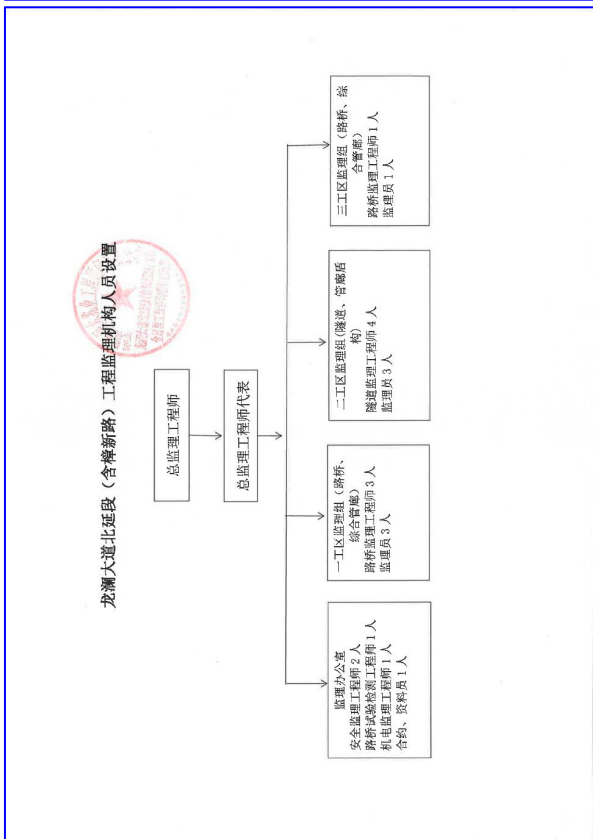 龙澜大道北延段（含樟新路）工程监理机构人员设置
总监理工程师
总监理工程师代表
监理办公室
安全监理工程师2人
路桥试验检测工程师1人
机电监理工程师1人
合约、资料员1人
一工区监理组（路桥、
综合管廊）
路桥监理工程师3人
监理员3人
二工区监理组(隧道、管廊盾
构)
隧道监理工程师4人
监理员3人
三工区监理组（路桥、综
合管廊）
路桥监理工程师1人
监理员1人